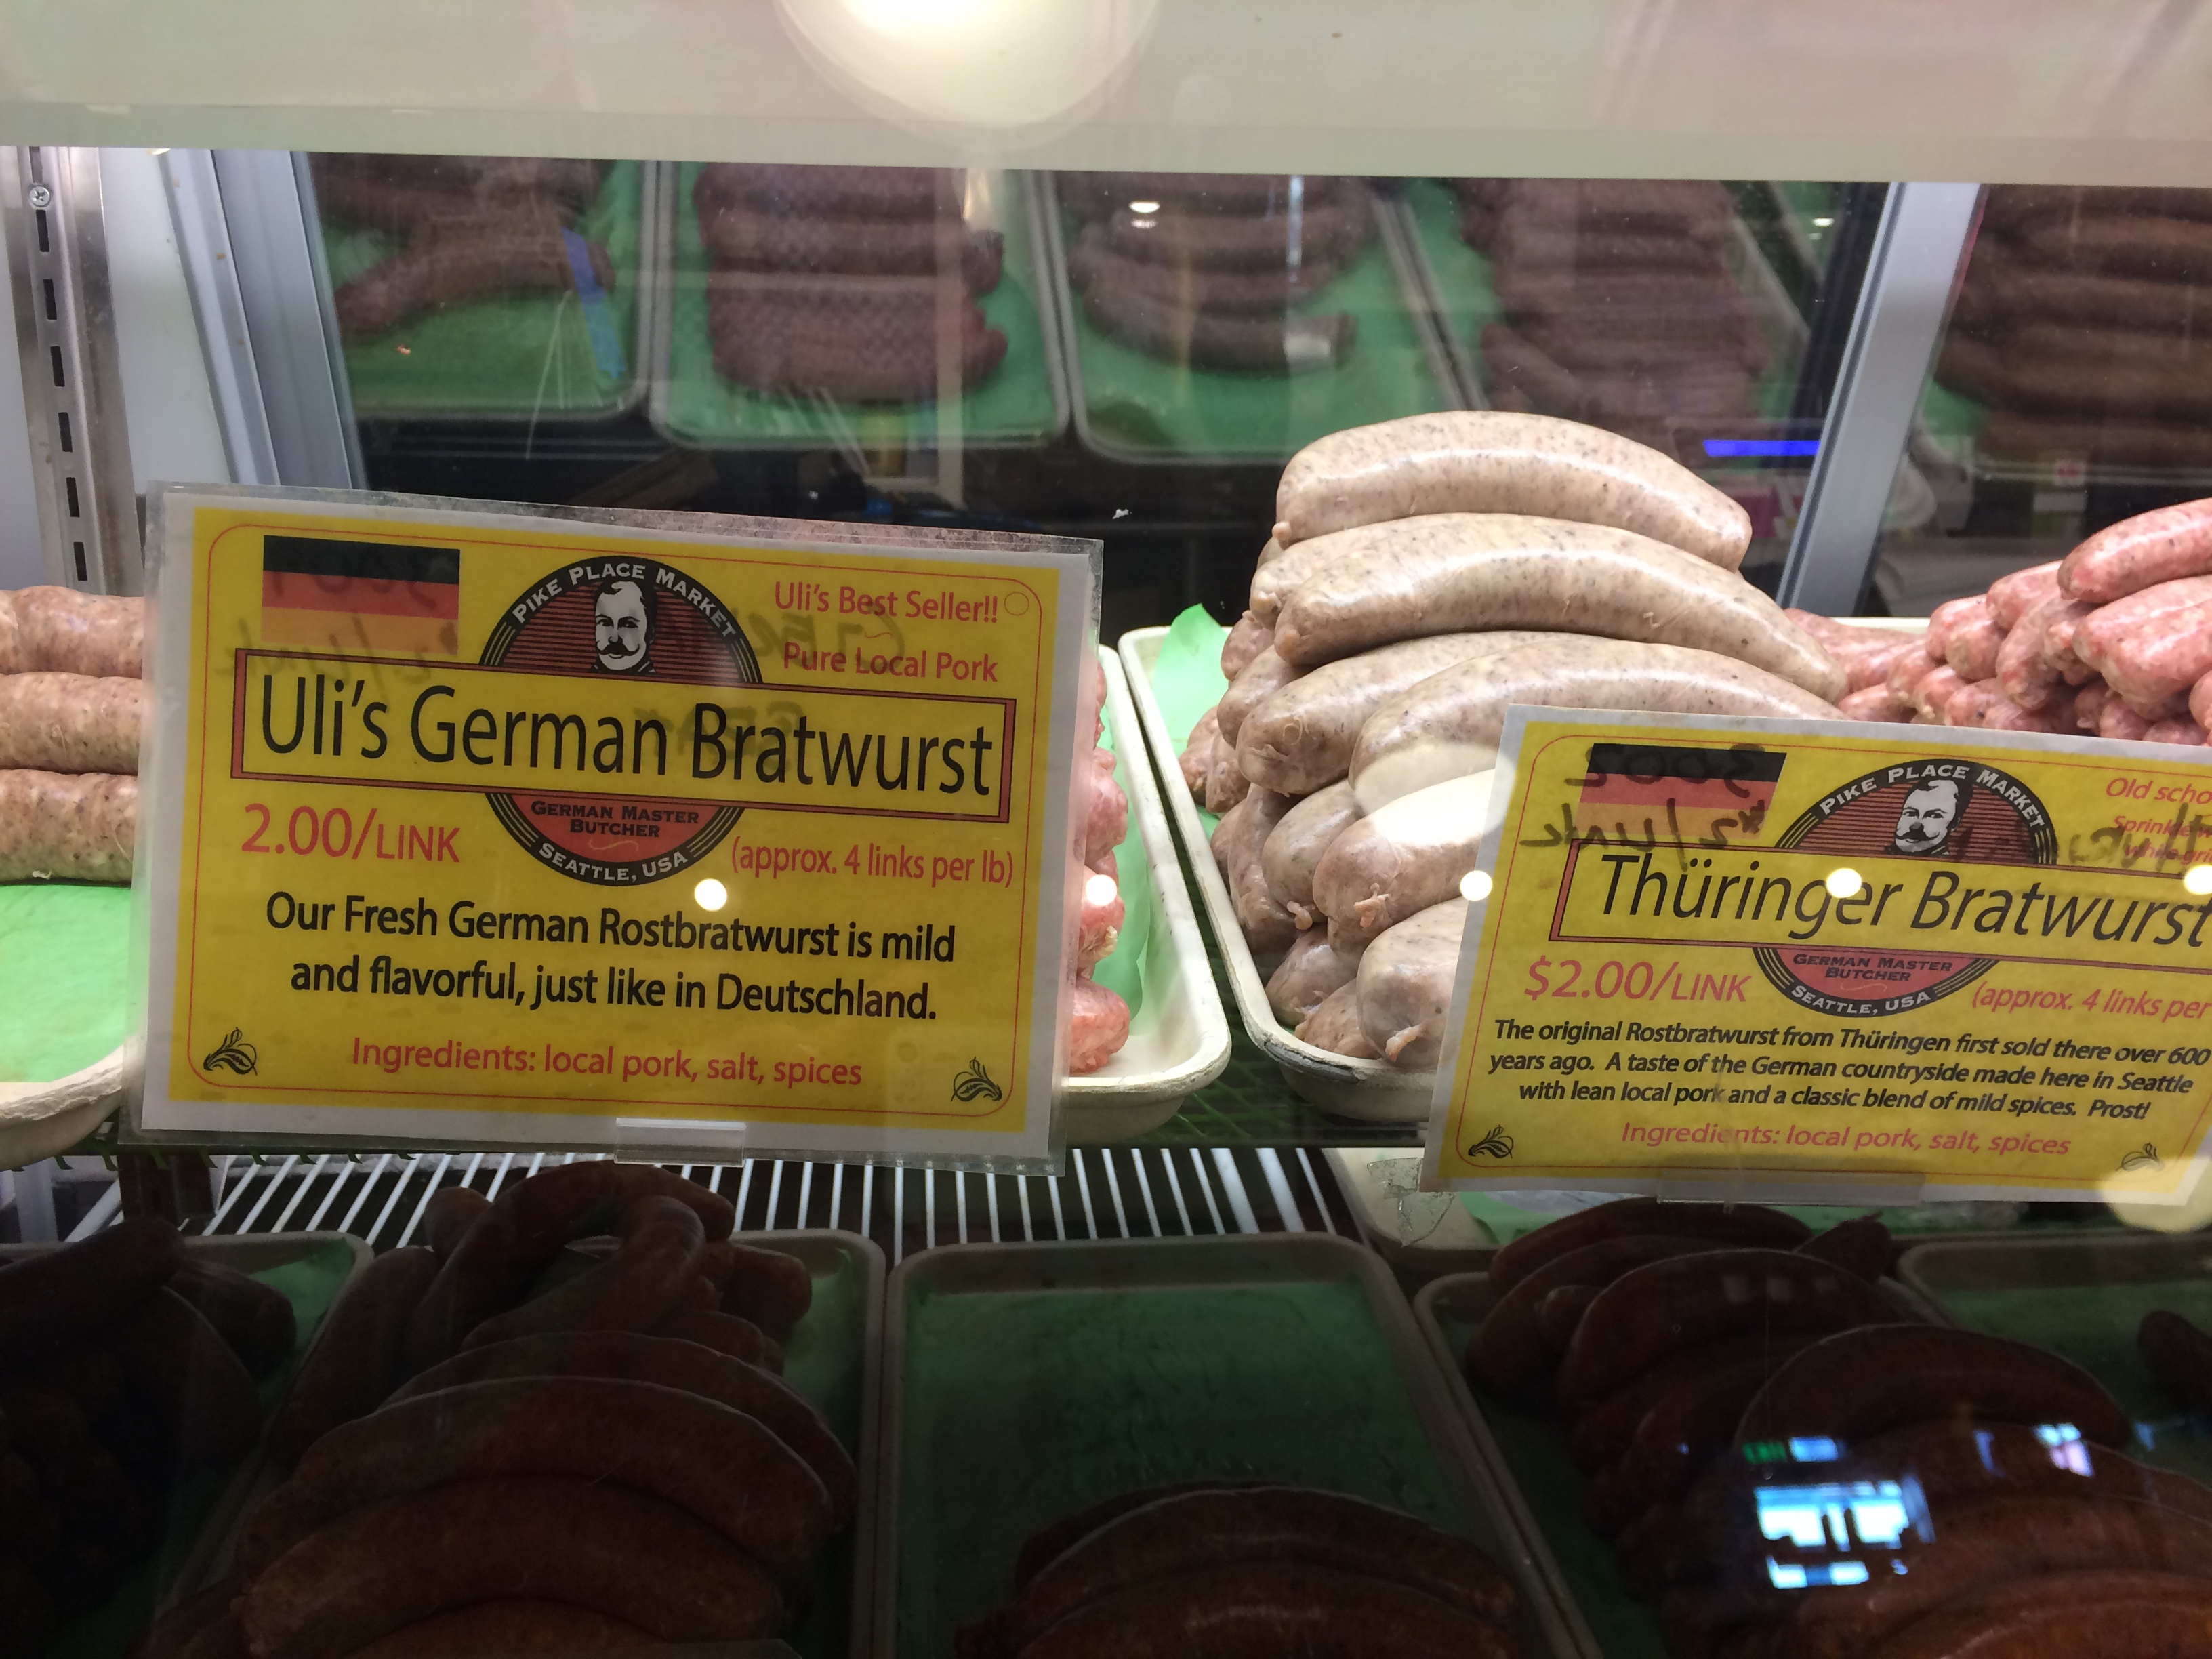 PIKE PLACE MARKET
Uli's Best Seller!!
Pure Local Pork
Uli's German Bratwurst
GERMAN MASTER
BUTCHER
SEATTLE, USA
2.00/LINK
(approx. 4 links per lb)
Our Fresh German Rostbratwurst is mild
and flavorful, just like in Deutschland.
Ingredients: local pork, salt, spices
PIKE PLACE MARKET
Old
Thüringer Bratwurst
GERMAN MASTER
BUTCHER
SEATTLE, USA
$2.00/LINK
(approx. 4 links per
The original Rostbratwurst from Thüringen first sold there over 600
years ago. A taste of the German countryside made here in Seattle
with lean local pork and a classic blend of mild spices. Prost!
Ingredients: local pork, salt, spices